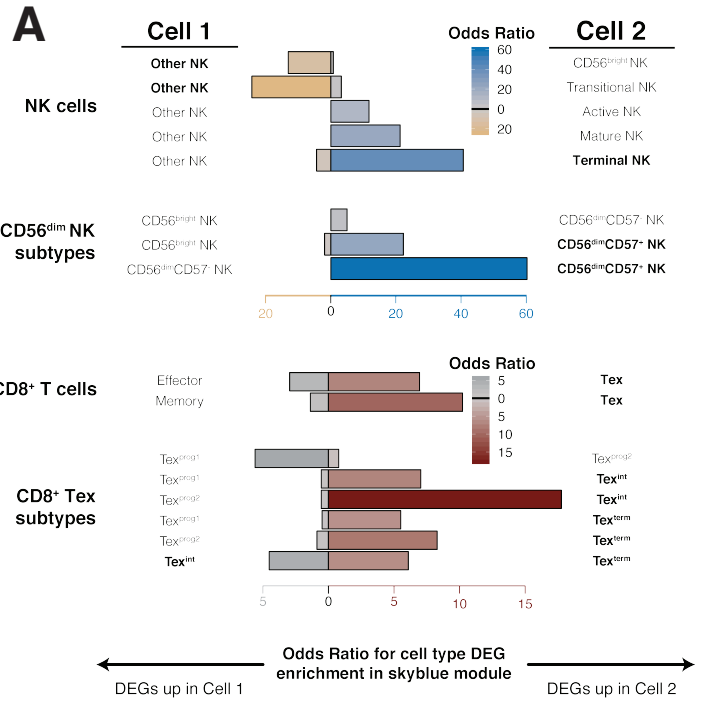 A
Cell 1
Cell 2
Odds Ratio
60
40
20
0
20
NK cells
Other NK CD56bright NK
Other NK Transitional NK
Other NK Active NK
Other NK Mature NK
Other NK Terminal NK
CD56dim NK
subtypes
CD56bright NK CD56dimCD57- NK
CD56bright NK CD56dimCD57+ NK
CD56dimCD57- NK CD56dimCD57+ NK
20 0 20 40 60
Odds Ratio
5
0
5
10
15
CD8+ T cells
Effector Tex
Memory Tex
CD8+ Tex
subtypes
Texprog1 Texprog2
Texprog1 Texint
Texprog2 Texint
Texprog1 Texterm
Texprog2 Texterm
Texint Texterm
5 0 5 10 15
Odds Ratio for cell type DEG
enrichment in skyblue module
DEGs up in Cell 1
DEGs up in Cell 2